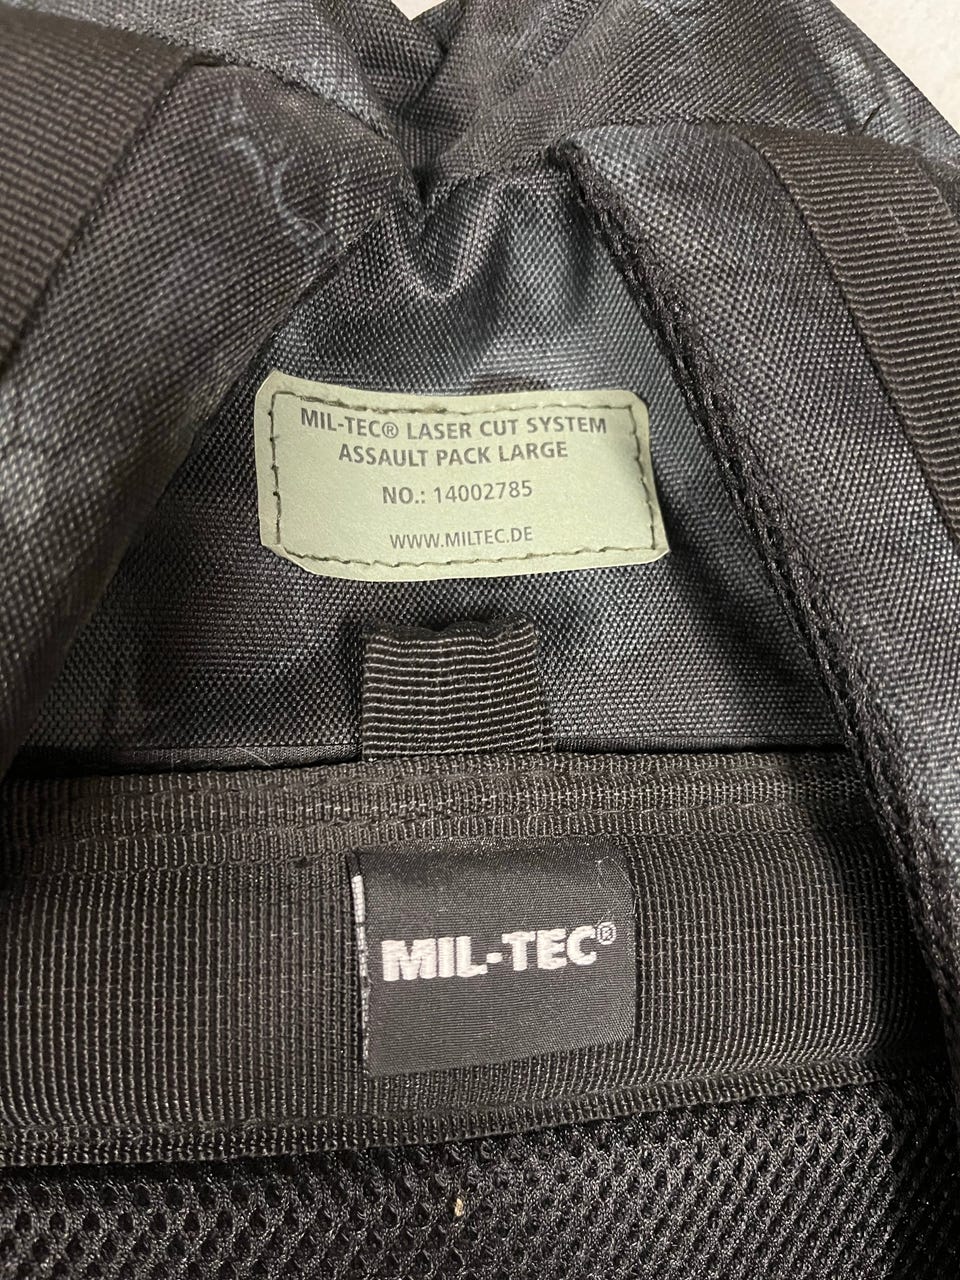 MIL-TEC® LASER CUT SYSTEM
ASSAULT PACK LARGE
NO.: 14002785
WWW.MILTEC.DE
MIL-TEC®